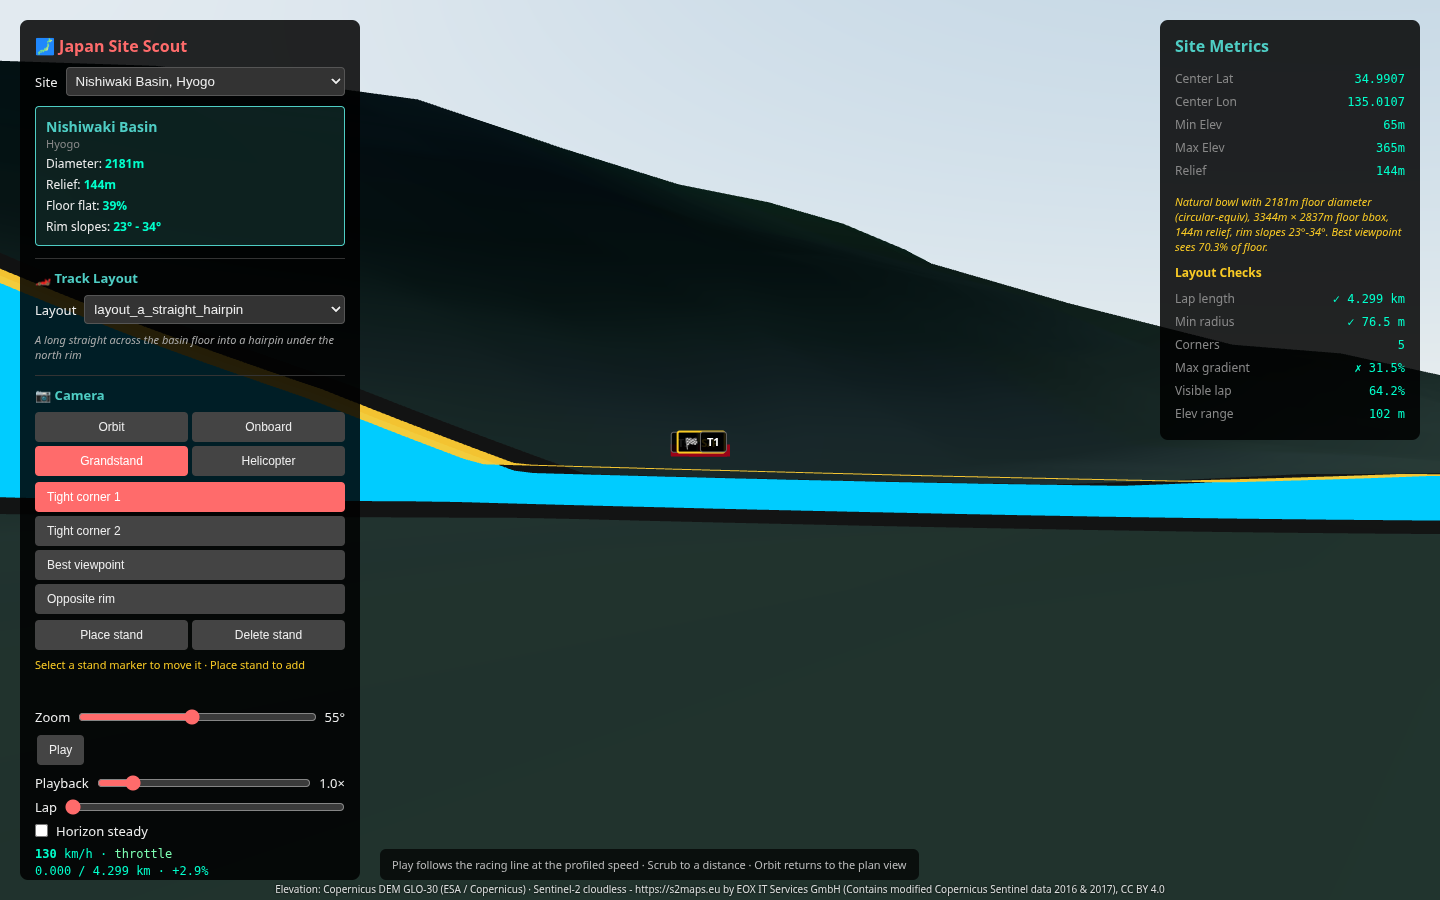 Japan Site Scout
Site Nishiwaki Basin, Hyogo
Nishiwaki Basin
Hyogo
Diameter: 2181m
Relief: 144m
Floor flat: 39%
Rim slopes: 23° - 34°
Track Layout
Layout layout_a_straight_hairpin
A long straight across the basin floor into a hairpin under the
north rim
Camera
Orbit Onboard
Grandstand Helicopter
Tight corner 1
Tight corner 2
Best viewpoint
Opposite rim
Place stand Delete stand
Select a stand marker to move it · Place stand to add
Zoom 55°
Play
Playback 1.0×
Lap
Horizon steady
130 km/h · throttle
0.000 / 4.299 km · +2.9%
T1
Site Metrics
Center Lat 34.9907
Center Lon 135.0107
Min Elev 65m
Max Elev 365m
Relief 144m
Natural bowl with 2181m floor diameter
(circular-equiv), 3344m × 2837m floor bbox,
144m relief, rim slopes 23°-34°. Best viewpoint
sees 70.3% of floor.
Layout Checks
Lap length ✓ 4.299 km
Min radius ✓ 76.5 m
Corners 5
Max gradient ✗ 31.5%
Visible lap 64.2%
Elev range 102 m
Play follows the racing line at the profiled speed · Scrub to a distance · Orbit returns to the plan view
Elevation: Copernicus DEM GLO-30 (ESA / Copernicus) · Sentinel-2 cloudless - https://s2maps.eu by EOX IT Services GmbH (Contains modified Copernicus Sentinel data 2016 & 2017), CC BY 4.0